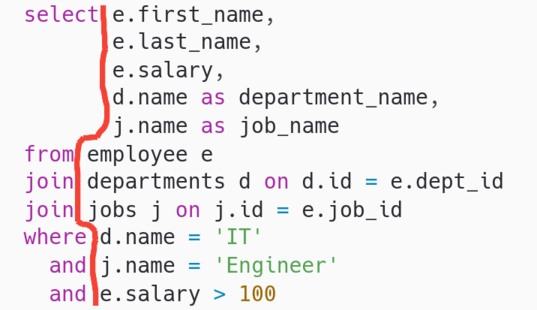 select e.first_name,
e.last_name,
e.salary,
d.name as department_name,
j.name as job_name
from employee e
join departments d on d.id = e.dept_id
join jobs j on j.id = e.job_id
where d.name = 'IT'
and j.name = 'Engineer'
and e.salary > 100